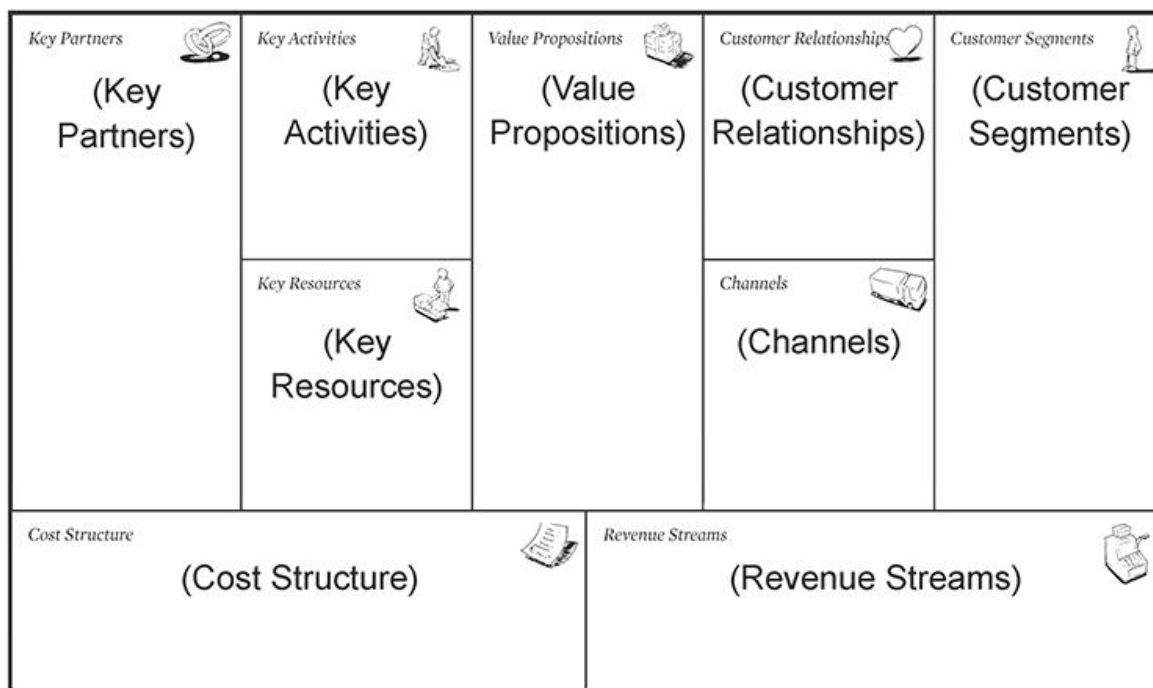 Key Partners
(Key
Partners)
Key Activities
(Key
Activities)
Value Propositions
(Value
Propositions)
Customer Relationships
(Customer
Relationships)
Customer Segments
(Customer
Segments)
Key Resources
(Key
Resources)
Channels
(Channels)
Cost Structure
(Cost Structure)
Revenue Streams
(Revenue Streams)